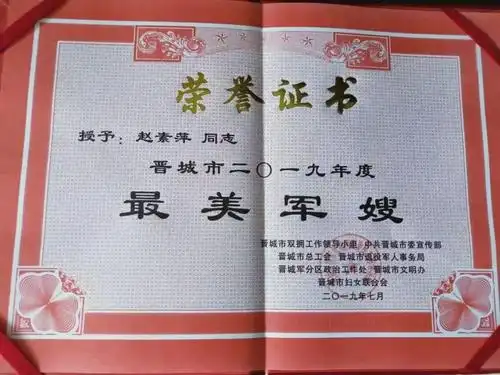 荣誉证书
授予：赵素萍 同志
晋城市二〇一九年度
最美军嫂
晋城市双拥工作领导小组 中共晋城市委宣传部
晋城市总工会 晋城市退役军人事务局
晋城军分区政治工作处 晋城市文明办
晋城市妇女联合会
二〇一九年七月